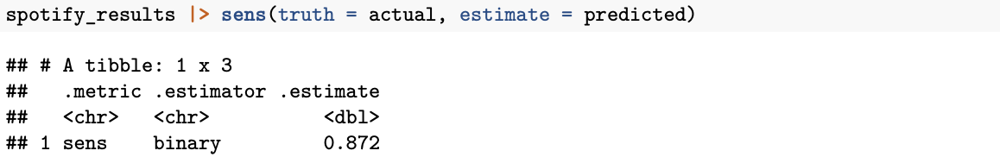 spotify_results |> sens(truth = actual, estimate = predicted)
## # A tibble: 1 x 3
##   .metric .estimator .estimate
##   <chr>   <chr>          <dbl>
## 1 sens    binary         0.872